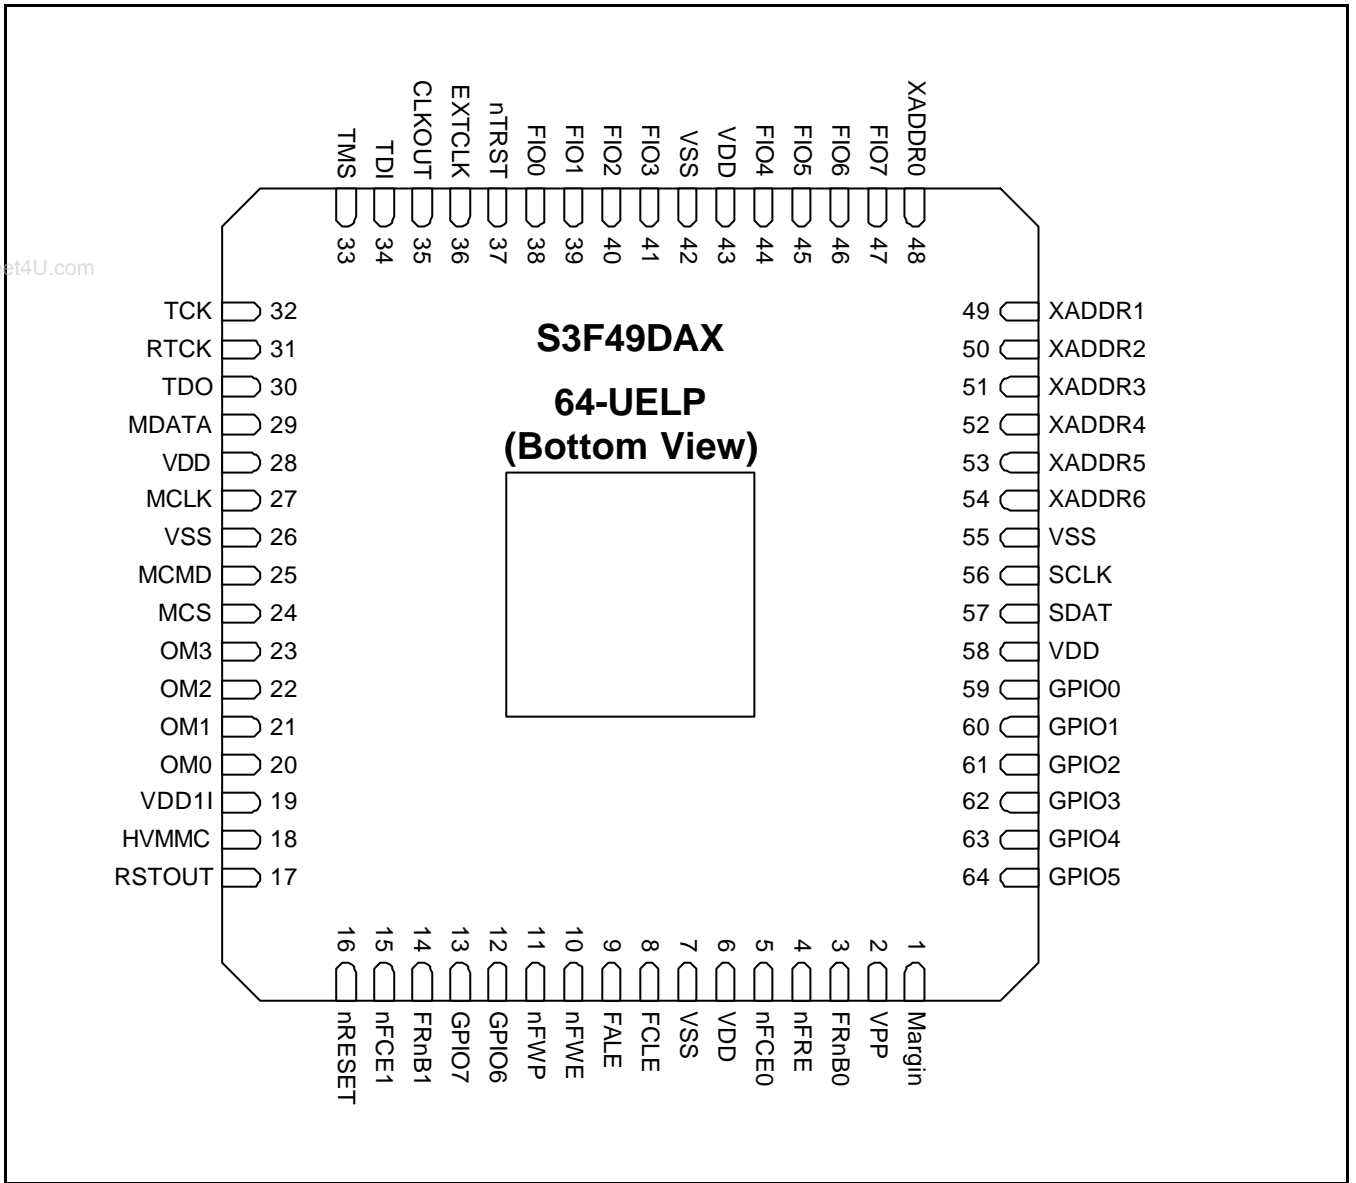 TMS TDI CLKOUT EXTCLK nTRST FIO0 FIO1 FIO2 FIO3 VSS VDD FIO4 FIO5 FIO6 FIO7 XADDR0
33 34 35 36 37 38 39 40 41 42 43 44 45 46 47 48
et4U.com
S3F49DAX
64-UELP
(Bottom View)
TCK 32
RTCK 31
TDO 30
MDATA 29
VDD 28
MCLK 27
VSS 26
MCMD 25
MCS 24
OM3 23
OM2 22
OM1 21
OM0 20
VDD1I 19
HVMMC 18
RSTOUT 17
49 XADDR1
50 XADDR2
51 XADDR3
52 XADDR4
53 XADDR5
54 XADDR6
55 VSS
56 SCLK
57 SDAT
58 VDD
59 GPIO0
60 GPIO1
61 GPIO2
62 GPIO3
63 GPIO4
64 GPIO5
16 15 14 13 12 11 10 9 8 7 6 5 4 3 2 1
nRESET nFCE1 FRnB1 GPIO7 GPIO6 nFWP nFWE FALE FCLE VSS VDD nFCE0 nFRE FRnB0 VPP Margin